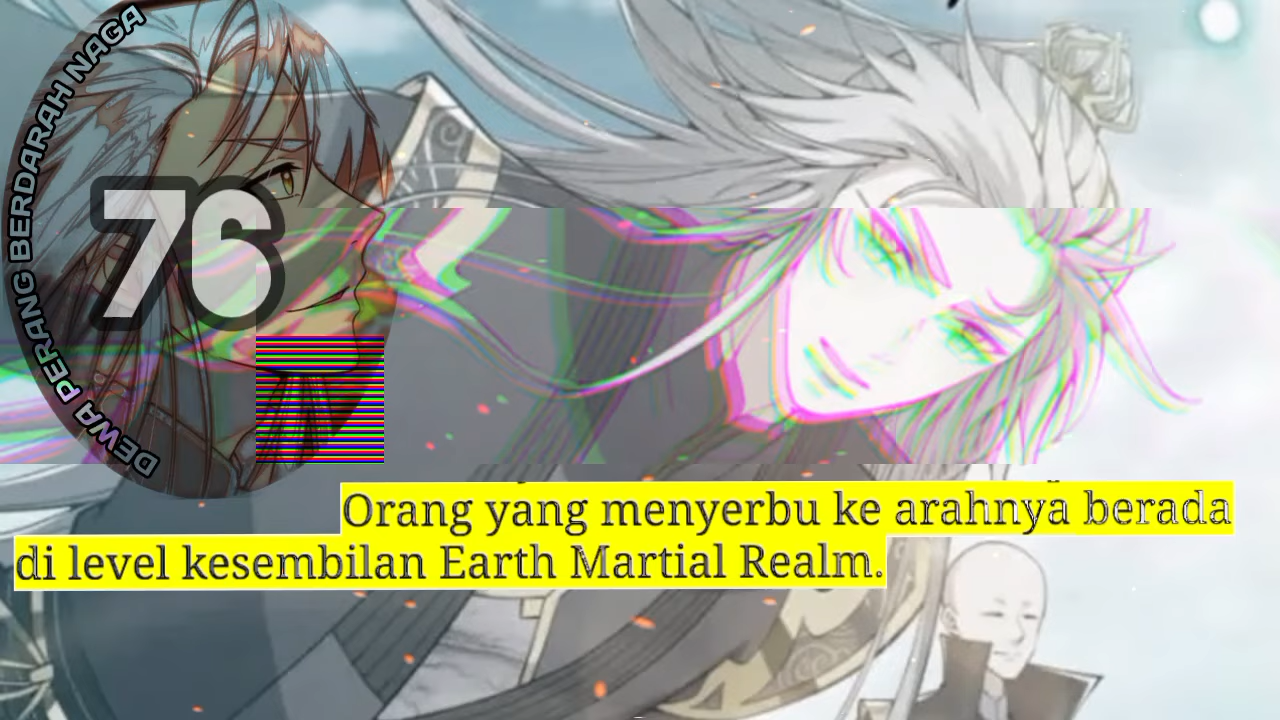 DEWA PERANG BERDARAH NAGA
76
Orang yang menyerbu ke arahnya berada
di level kesembilan Earth Martial Realm.